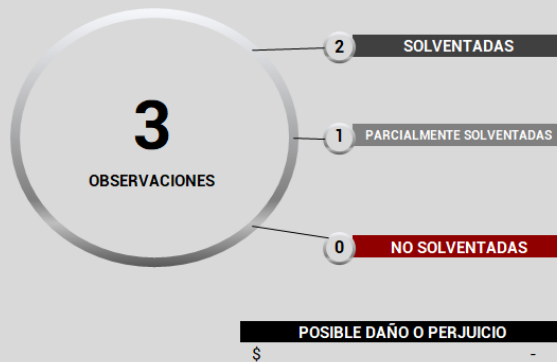 3
OBSERVACIONES
2 SOLVENTADAS
1 PARCIALMENTE SOLVENTADAS
0 NO SOLVENTADAS
POSIBLE DAÑO O PERJUICIO
$ -